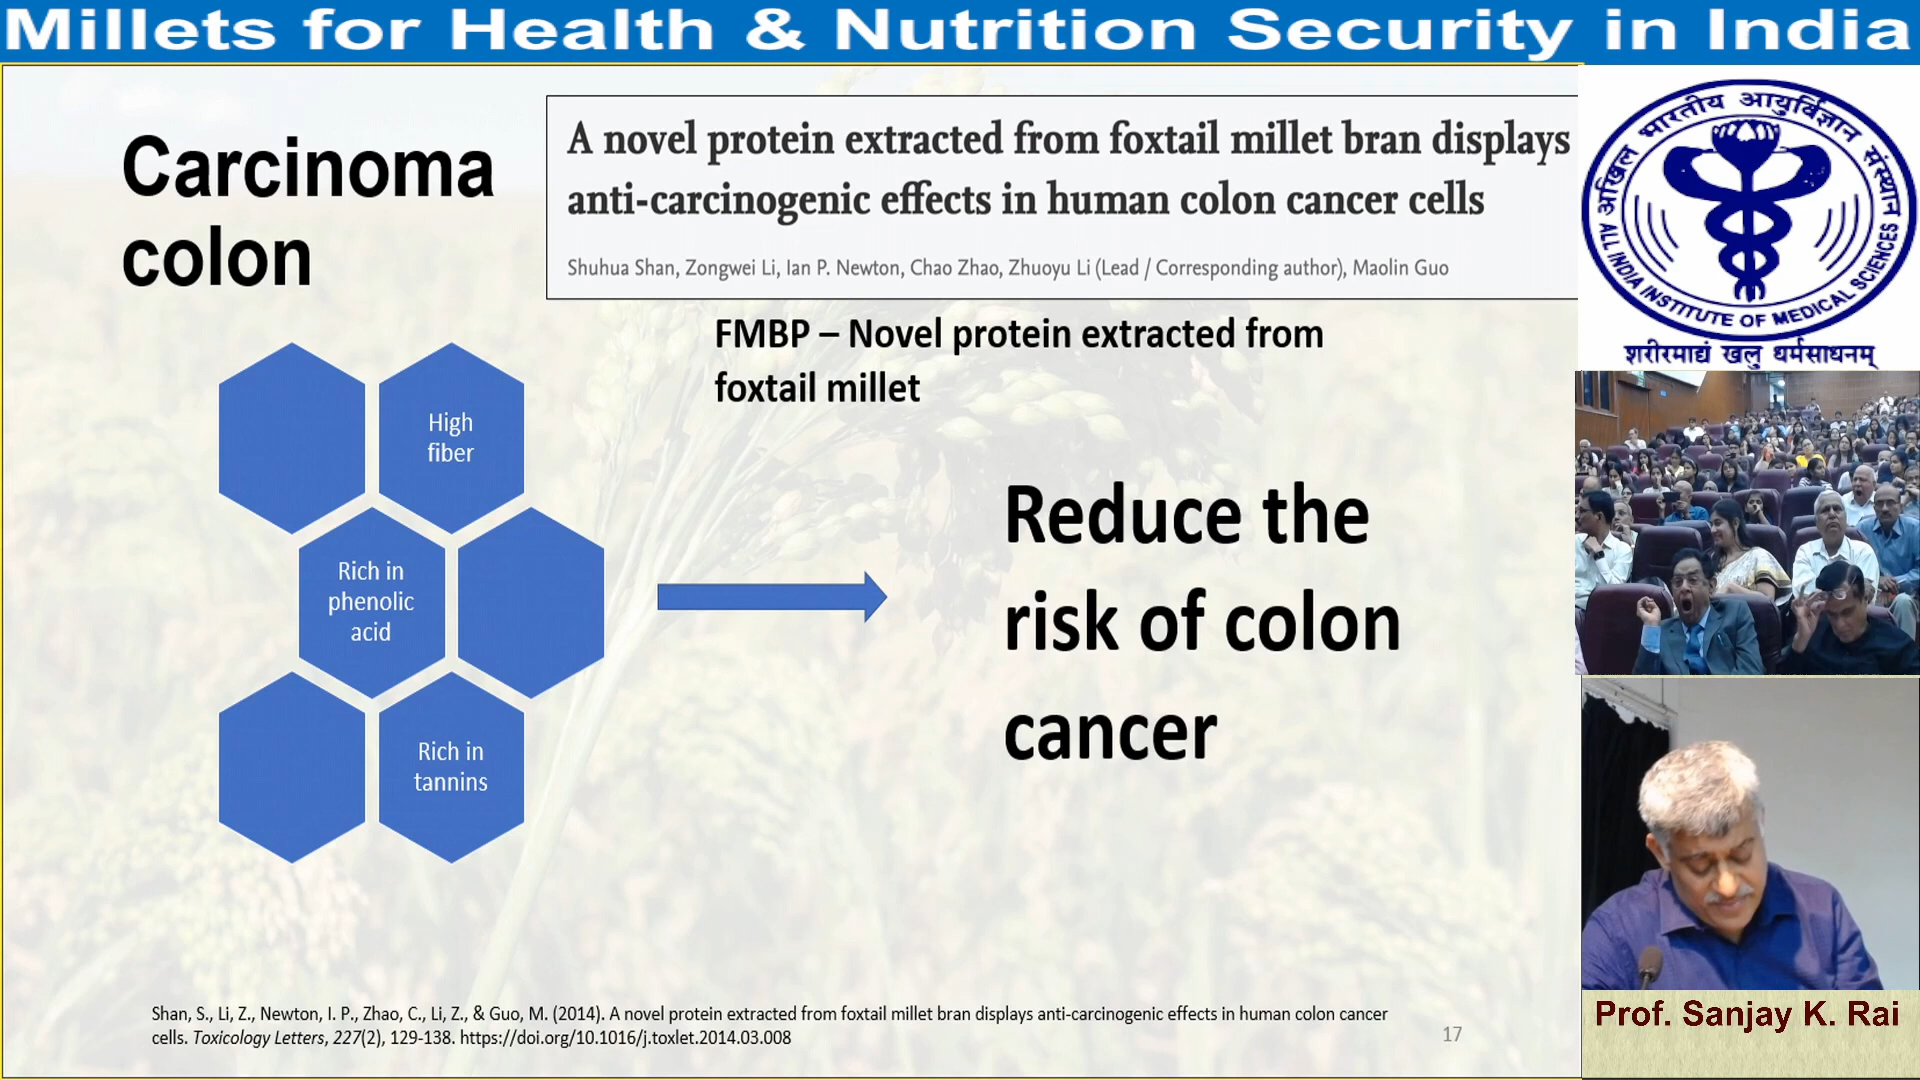 Millets for Health & Nutrition Security in India
Carcinoma
colon
A novel protein extracted from foxtail millet bran displays
anti-carcinogenic effects in human colon cancer cells
Shuhua Shan, Zongwei Li, Ian P. Newton, Chao Zhao, Zhuoyu Li (Lead / Corresponding author), Maolin Guo
FMBP – Novel protein extracted from
foxtail millet
High
fiber
Rich in
phenolic
acid
Rich in
tannins
Reduce the
risk of colon
cancer
Shan, S., Li, Z., Newton, I. P., Zhao, C., Li, Z., & Guo, M. (2014). A novel protein extracted from foxtail millet bran displays anti-carcinogenic effects in human colon cancer
cells. Toxicology Letters, 227(2), 129-138. https://doi.org/10.1016/j.toxlet.2014.03.008
17
अखिल भारतीय आयुर्विज्ञान संस्थान
ALL INDIA INSTITUTE OF MEDICAL SCIENCES
शरीरमाद्यं खलु धर्मसाधनम्
Prof. Sanjay K. Rai